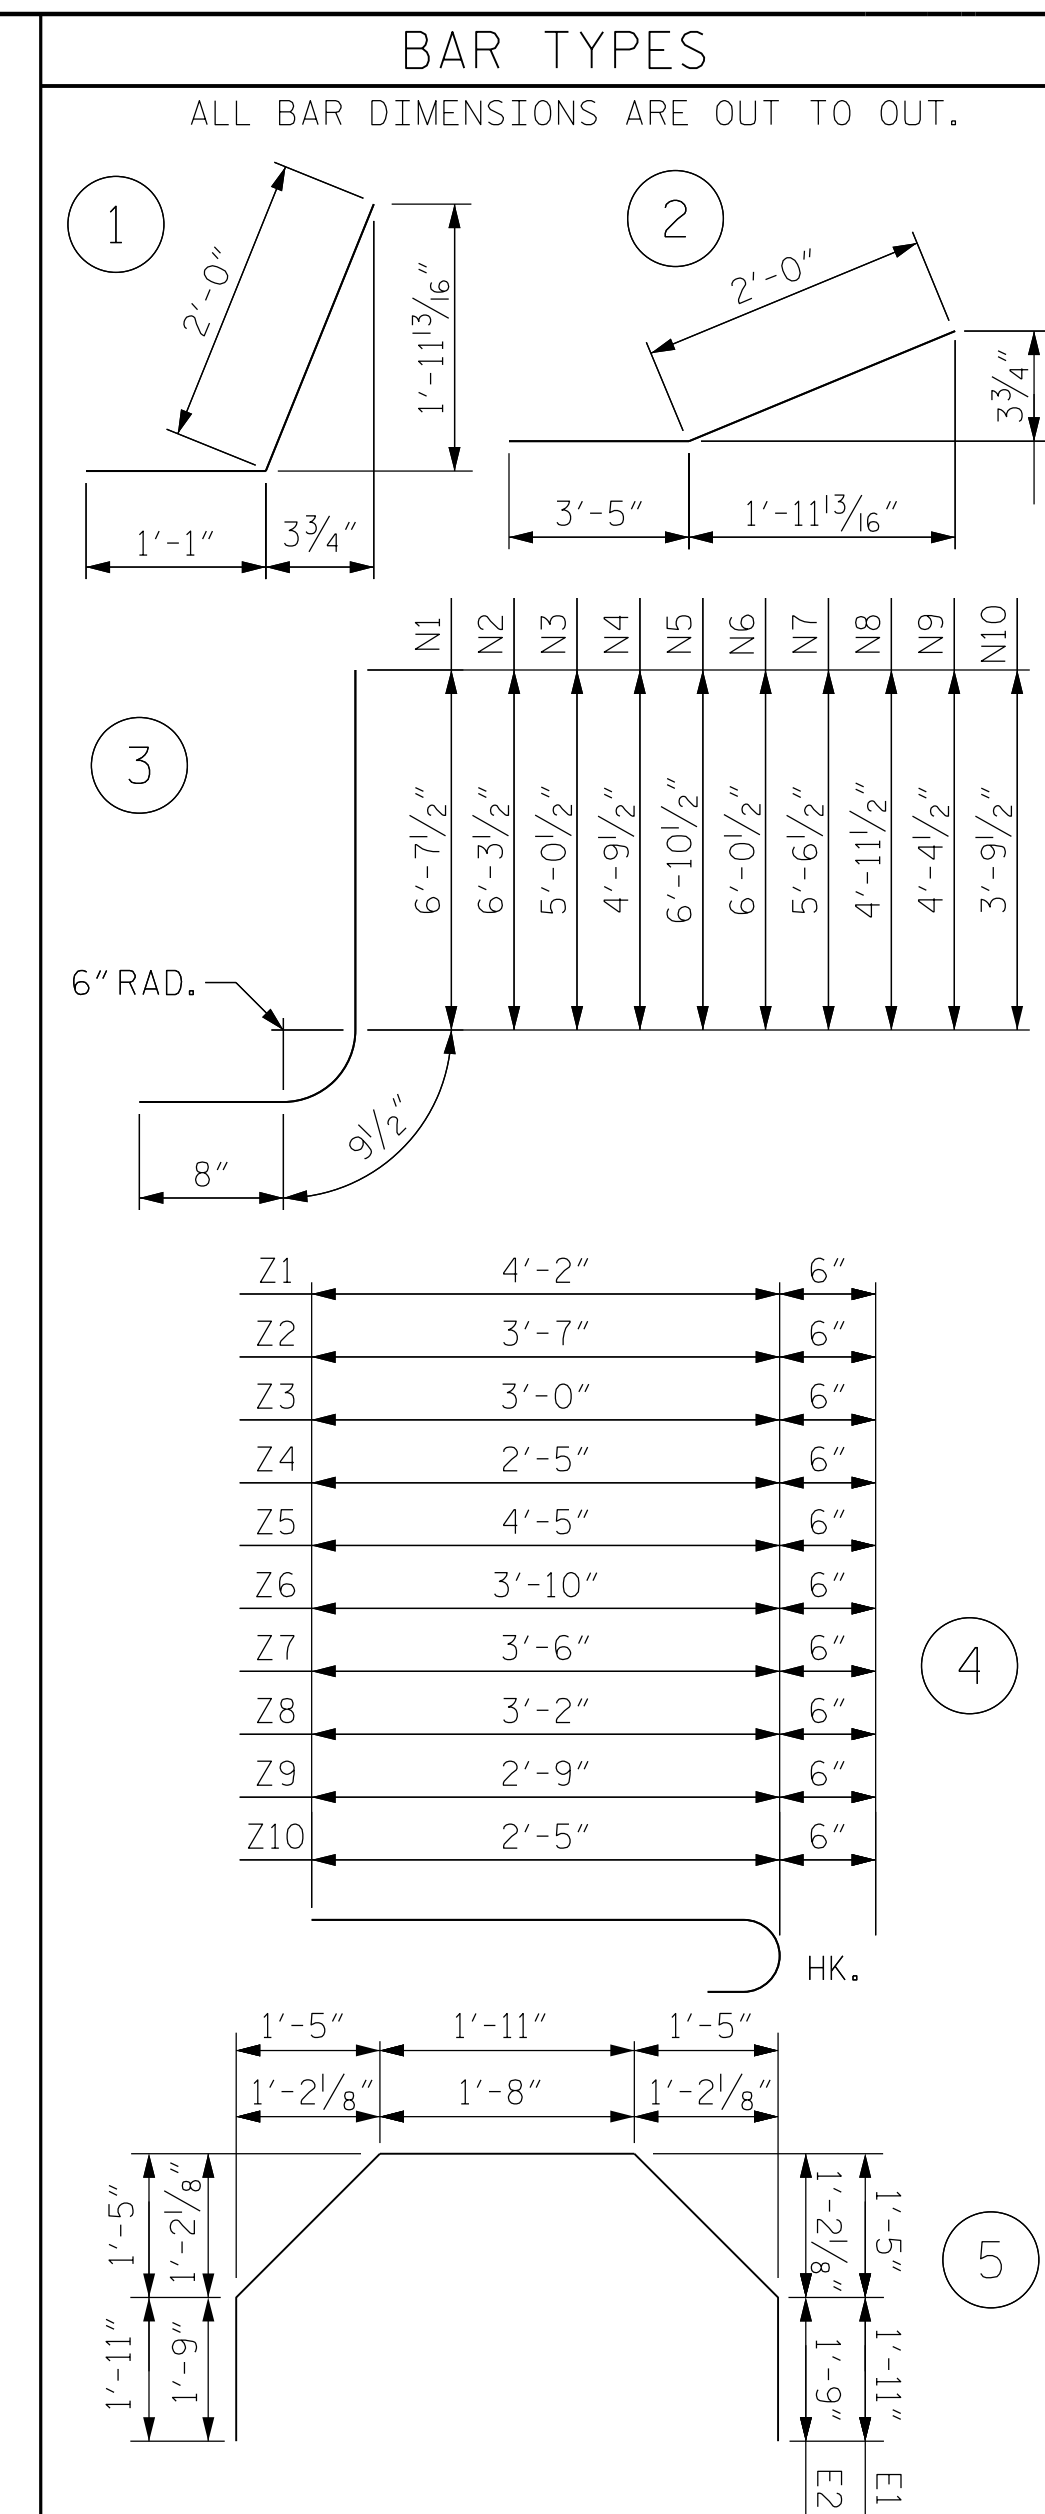 BAR TYPES
ALL BAR DIMENSIONS ARE OUT TO OUT.
1
2'-0"
1'-11 13/16"
1'-1"
3 3/4"
2
2'-0"
3 3/4"
3'-5"
1'-11 13/16"
3
N1 N2 N3 N4 N5 N6 N7 N8 N9 N10
6'-7 1/2" 6'-3 1/2" 5'-0 1/2" 4'-9 1/2" 6'-10 1/2" 6'-0 1/2" 5'-6 1/2" 4'-11 1/2" 4'-4 1/2" 3'-9 1/2"
6" RAD.
9 1/2"
8"
Z1 4'-2" 6"
Z2 3'-7" 6"
Z3 3'-0" 6"
Z4 2'-5" 6"
Z5 4'-5" 6"
Z6 3'-10" 6"
Z7 3'-6" 6"
Z8 3'-2" 6"
Z9 2'-9" 6"
Z10 2'-5" 6"
4
HK.
1'-5" 1'-11" 1'-5"
1'-2 1/8" 1'-8" 1'-2 1/8"
1'-5" 1'-2 1/8" 1'-2 1/8" 1'-5"
5
1'-11" 1'-9" 1'-9" 1'-11"
E2 E1